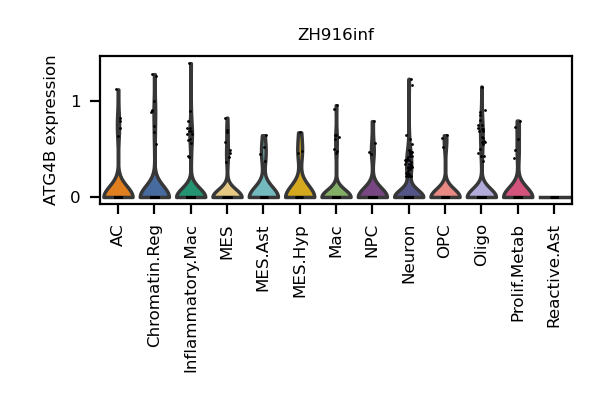 ZH916inf
ATG4B expression
1
0
AC
Chromatin.Reg
Inflammatory.Mac
MES
MES.Ast
MES.Hyp
Mac
NPC
Neuron
OPC
Oligo
Prolif.Metab
Reactive.Ast